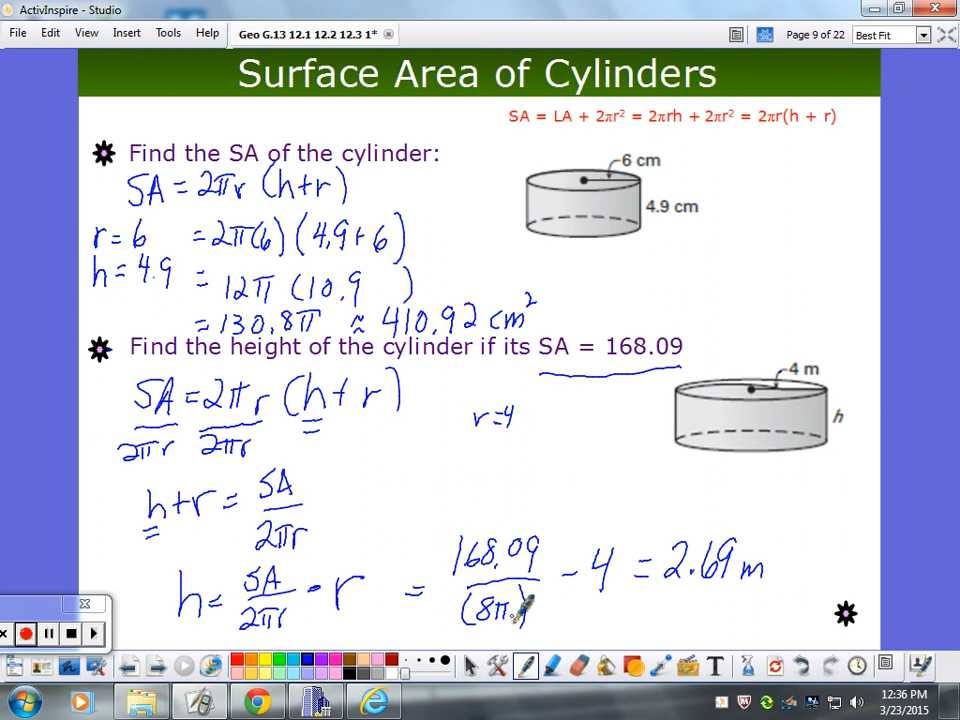 ActivInspire - Studio
File Edit View Insert Tools Help Geo G.13 12.1 12.2 12.3 1* Page 9 of 22 Best Fit
Surface Area of Cylinders
SA = LA + 2πr² = 2πrh + 2πr² = 2πr(h + r)
Find the SA of the cylinder:
6 cm
4.9 cm
SA = 2πr (h+r)
r = 6 = 2π(6) (4.9 + 6)
h = 4.9 = 12π (10.9 )
= 130.8π ≈ 410.92 cm²
Find the height of the cylinder if its SA = 168.09
4 m
h
SA = 2πr (h + r)
2πr 2πr
r = 4
h + r = SA
2πr
h = SA - r = 168.09 - 4 = 2.69 m
2πr (8π)
12:36 PM
3/23/2015